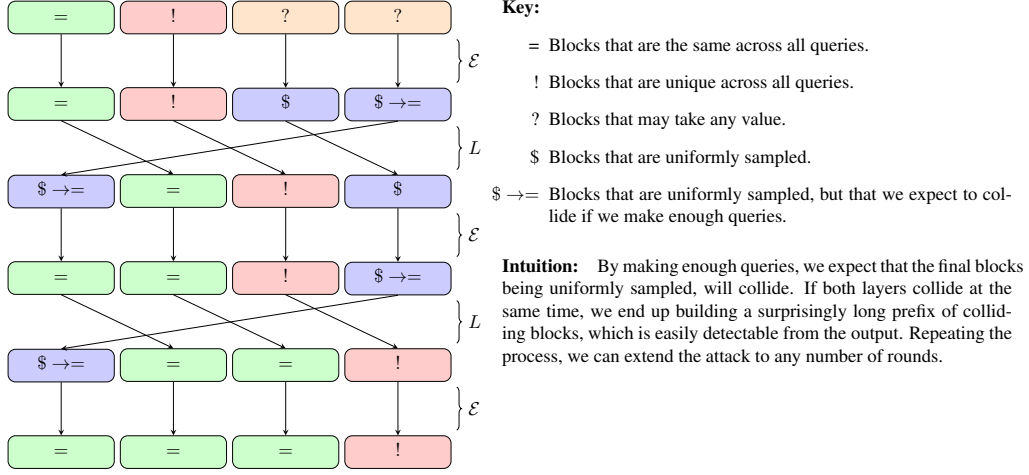 = ! ? ?
ℰ
= ! $ $ →=
L
$ →= = ! $
ℰ
= = ! $ →=
L
$ →= = = !
ℰ
= = = !
Key:
= Blocks that are the same across all queries.
! Blocks that are unique across all queries.
? Blocks that may take any value.
$ Blocks that are uniformly sampled.
$ →= Blocks that are uniformly sampled, but that we expect to col-
lide if we make enough queries.
Intuition: By making enough queries, we expect that the final blocks
being uniformly sampled, will collide. If both layers collide at the
same time, we end up building a surprisingly long prefix of collid-
ing blocks, which is easily detectable from the output. Repeating the
process, we can extend the attack to any number of rounds.